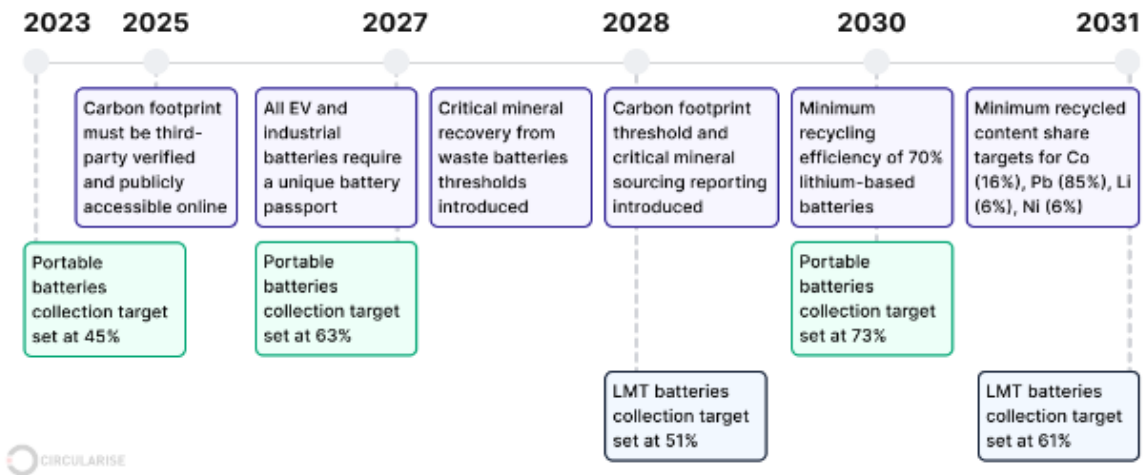 2023 2025 2027 2028 2030 2031
Carbon footprint
must be third-
party verified
and publicly
accessible online
All EV and
industrial
batteries require
a unique battery
passport
Critical mineral
recovery from
waste batteries
thresholds
introduced
Carbon footprint
threshold and
critical mineral
sourcing reporting
introduced
Minimum
recycling
efficiency of 70%
lithium-based
batteries
Minimum recycled
content share
targets for Co
(16%), Pb (85%), Li
(6%), Ni (6%)
Portable
batteries
collection target
set at 45%
Portable
batteries
collection target
set at 63%
Portable
batteries
collection target
set at 73%
LMT batteries
collection target
set at 51%
LMT batteries
collection target
set at 61%
CIRCULARISE